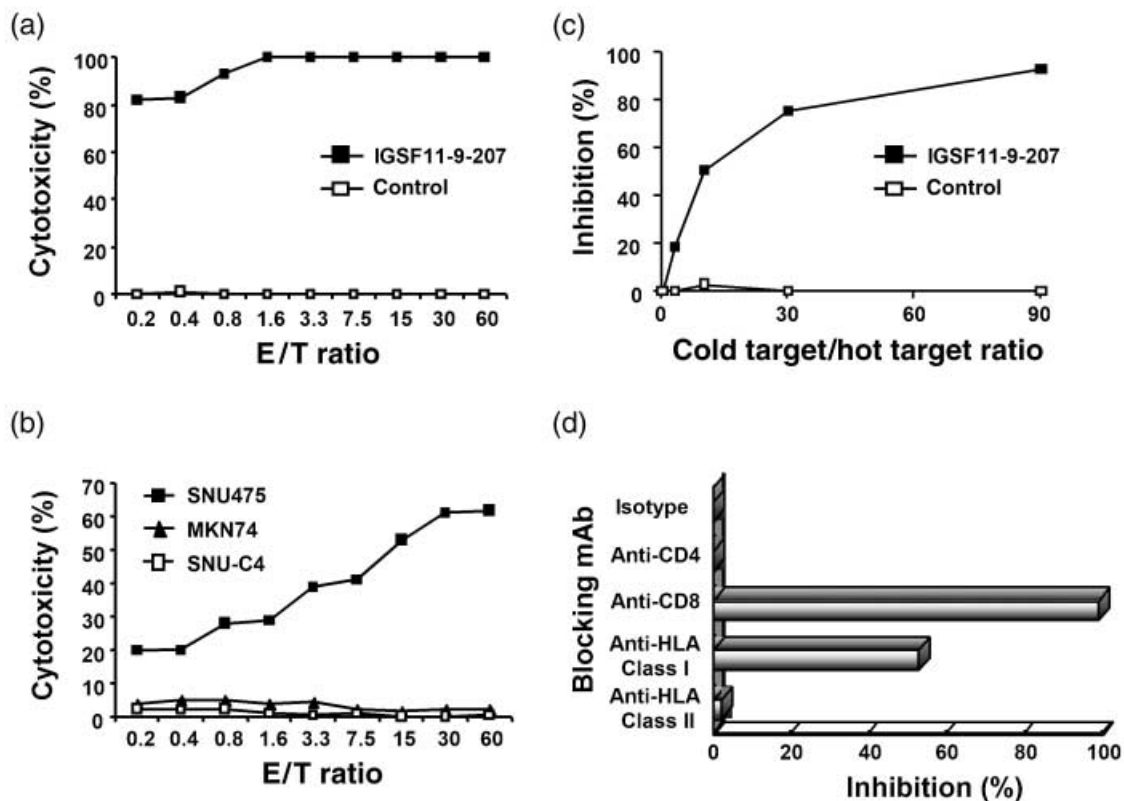 (a)
100
80
60
40
20
0
Cytotoxicity (%)
IGSF11-9-207
Control
0.2 0.4 0.8 1.6 3.3 7.5 15 30 60
E/T ratio
(c)
100
80
60
40
20
0
Inhibition (%)
IGSF11-9-207
Control
0 30 60 90
Cold target/hot target ratio
(b)
70
60
50
40
30
20
10
0
Cytotoxicity (%)
SNU475
MKN74
SNU-C4
0.2 0.4 0.8 1.6 3.3 7.5 15 30 60
E/T ratio
(d)
Blocking mAb
Isotype
Anti-CD4
Anti-CD8
Anti-HLA
Class I
Anti-HLA
Class II
0 20 40 60 80 100
Inhibition (%)